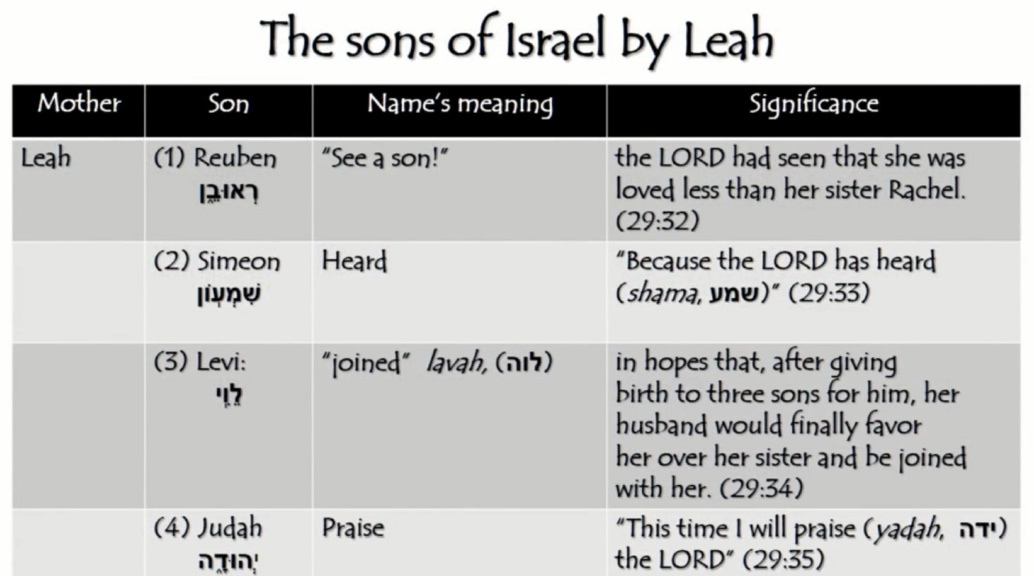 The sons of Israel by Leah
Mother Son Name's meaning Significance
Leah (1) Reuben "See a son!" the LORD had seen that she was
רְאוּבֵן loved less than her sister Rachel.
(29:32)
(2) Simeon Heard "Because the LORD has heard
שִׁמְעוֹן (shama, שמע)" (29:33)
(3) Levi: "joined" lavah, (לוה) in hopes that, after giving
לֵוִי birth to three sons for him, her
husband would finally favor
her over her sister and be joined
with her. (29:34)
(4) Judah Praise "This time I will praise (yadah, ידה)
יְהוּדָה the LORD" (29:35)